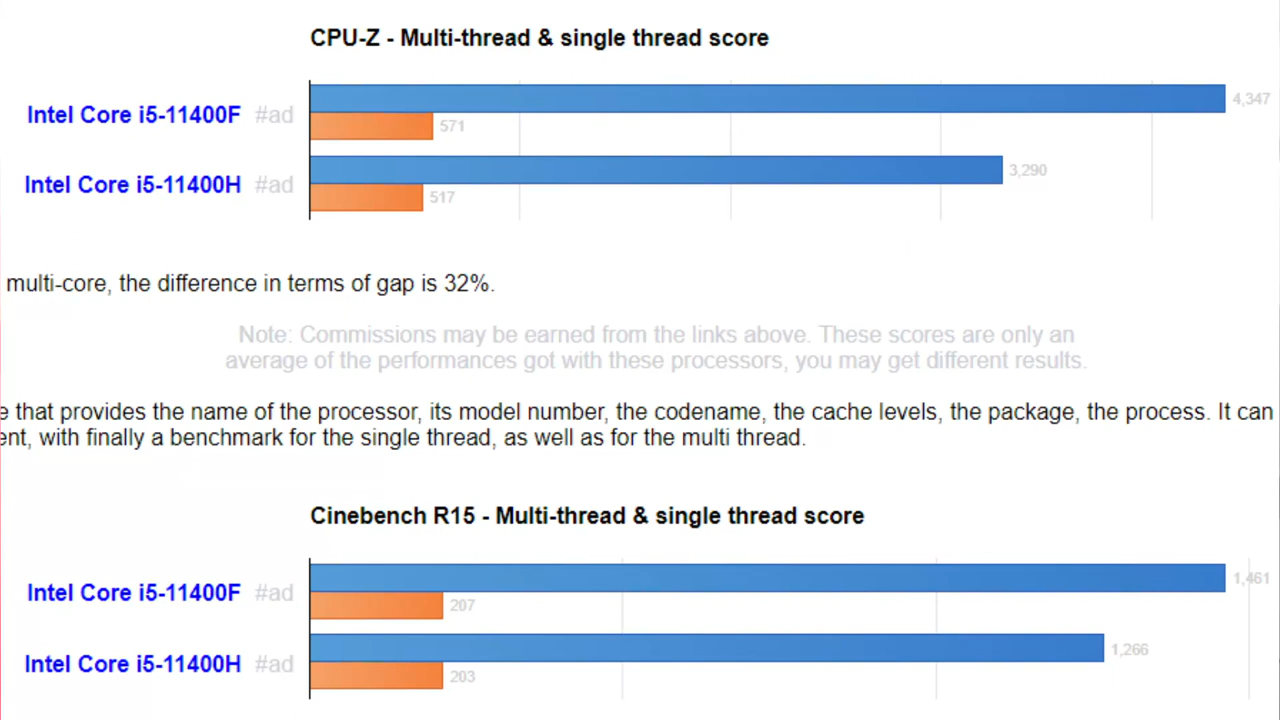 CPU-Z - Multi-thread & single thread score
Intel Core i5-11400F #ad
4,347
571
Intel Core i5-11400H #ad
3,290
517
multi-core, the difference in terms of gap is 32%.
Note: Commissions may be earned from the links above. These scores are only an
average of the performances got with these processors, you may get different results.
e that provides the name of the processor, its model number, the codename, the cache levels, the package, the process. It can
ent, with finally a benchmark for the single thread, as well as for the multi thread.
Cinebench R15 - Multi-thread & single thread score
Intel Core i5-11400F #ad
1,461
207
Intel Core i5-11400H #ad
1,266
203